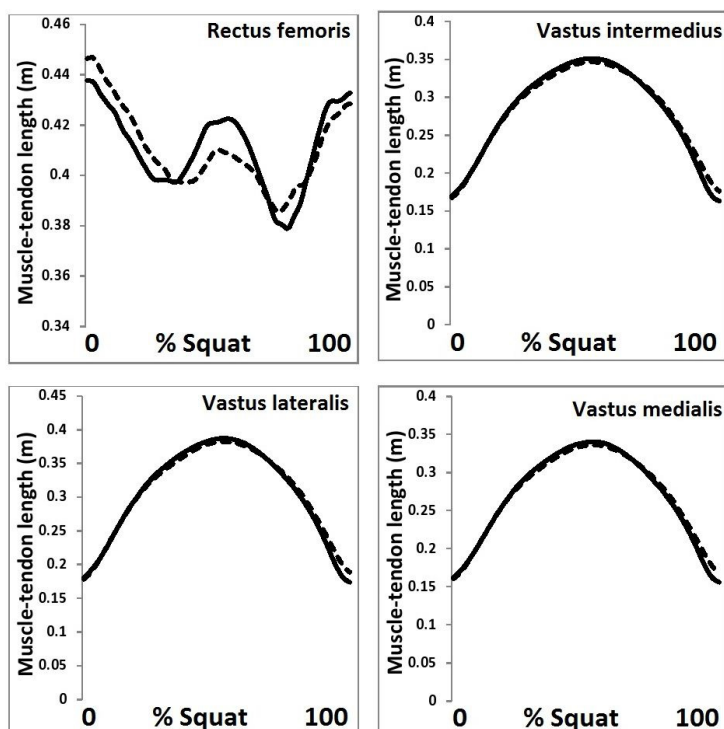 Rectus femoris
Muscle-tendon length (m)
0.46
0.44
0.42
0.4
0.38
0.36
0.34
0 % Squat 100
Vastus intermedius
Muscle-tendon length (m)
0.4
0.35
0.3
0.25
0.2
0.15
0.1
0.05
0
0 % Squat 100
Vastus lateralis
Muscle-tendon length (m)
0.45
0.4
0.35
0.3
0.25
0.2
0.15
0.1
0.05
0
0 % Squat 100
Vastus medialis
Muscle-tendon length (m)
0.4
0.35
0.3
0.25
0.2
0.15
0.1
0.05
0
0 % Squat 100